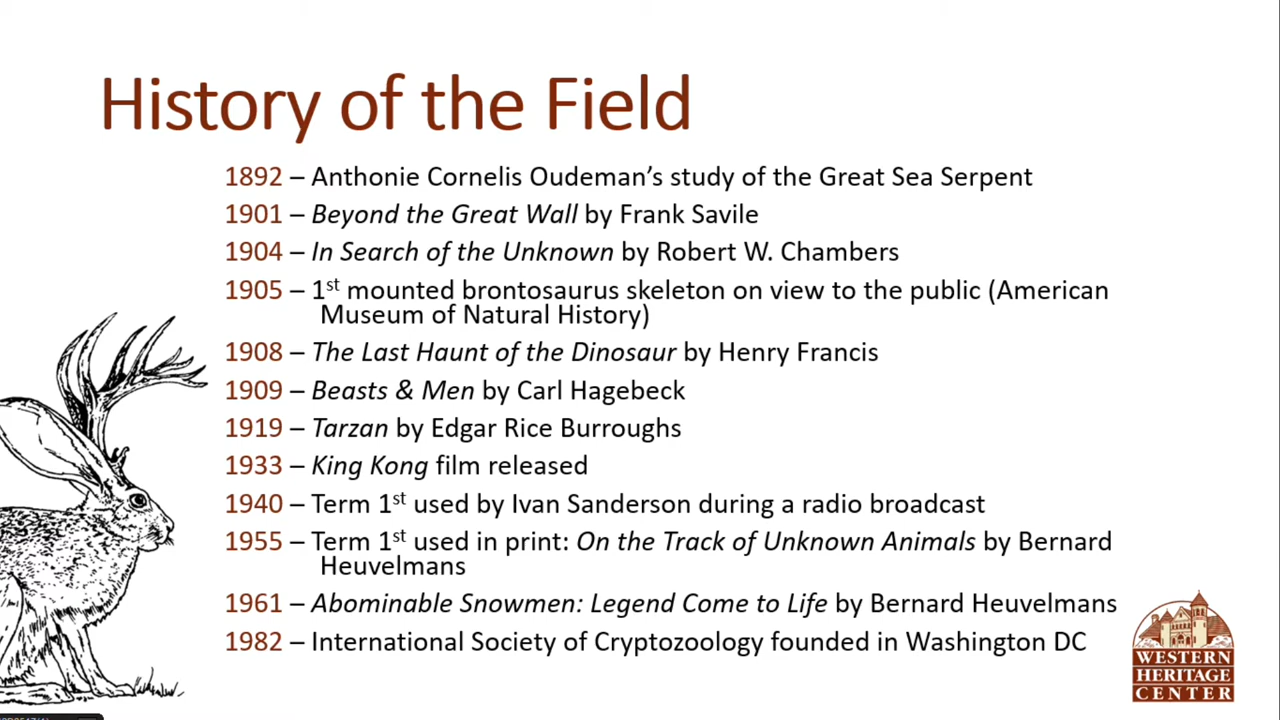 History of the Field
1892 – Anthonie Cornelis Oudeman’s study of the Great Sea Serpent
1901 – Beyond the Great Wall by Frank Savile
1904 – In Search of the Unknown by Robert W. Chambers
1905 – 1st mounted brontosaurus skeleton on view to the public (American
Museum of Natural History)
1908 – The Last Haunt of the Dinosaur by Henry Francis
1909 – Beasts & Men by Carl Hagebeck
1919 – Tarzan by Edgar Rice Burroughs
1933 – King Kong film released
1940 – Term 1st used by Ivan Sanderson during a radio broadcast
1955 – Term 1st used in print: On the Track of Unknown Animals by Bernard
Heuvelmans
1961 – Abominable Snowmen: Legend Come to Life by Bernard Heuvelmans
1982 – International Society of Cryptozoology founded in Washington DC
WESTERN
HERITAGE
CENTER